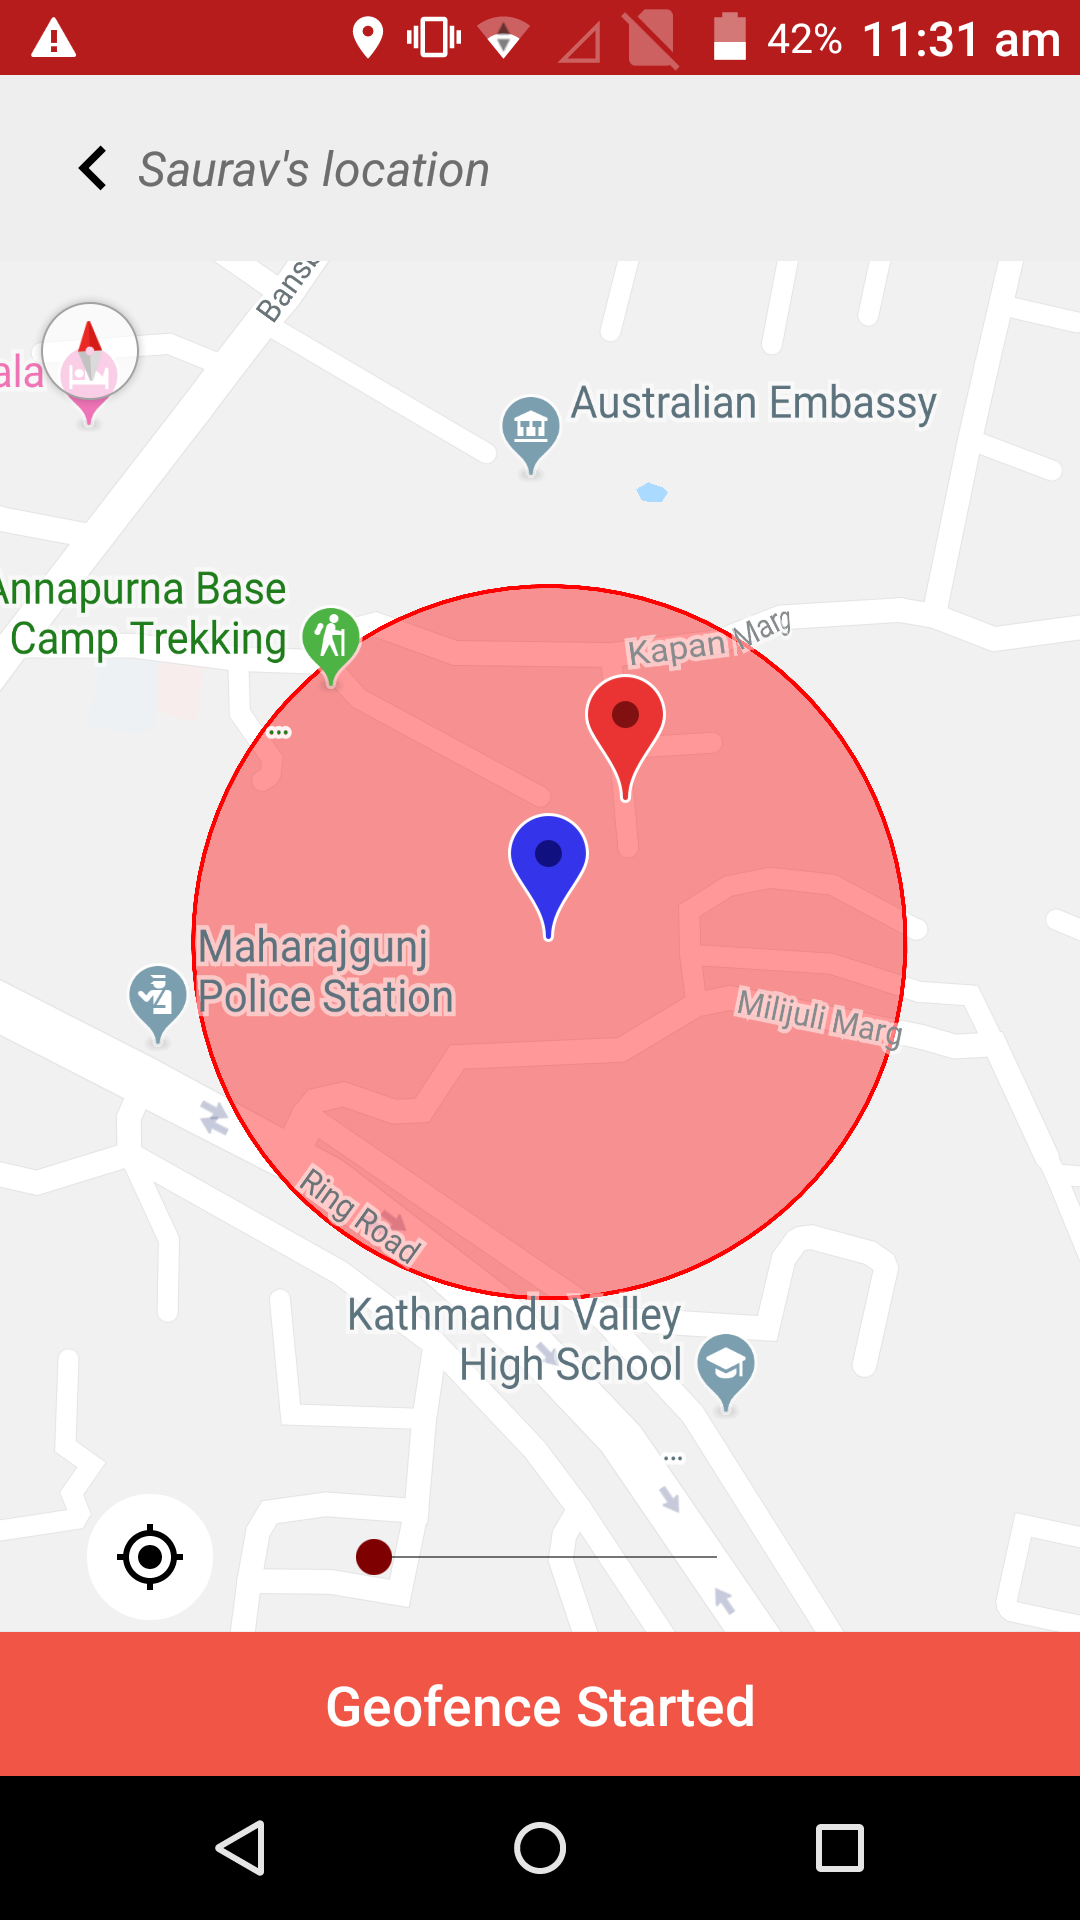 42% 11:31 am
Saurav's location
ala
Australian Embassy
Annapurna Base
Camp Trekking
Kapan Marg
...
Maharajgunj
Police Station
Milijuli Marg
Ring Road
Kathmandu Valley
High School
...
Geofence Started